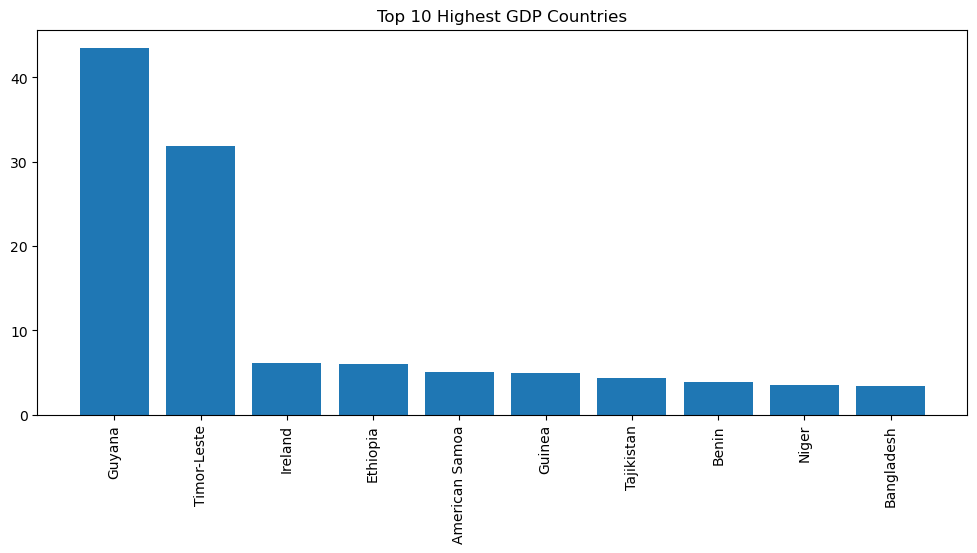 Top 10 Highest GDP Countries
40
30
20
10
0
Guyana
Timor-Leste
Ireland
Ethiopia
American Samoa
Guinea
Tajikistan
Benin
Niger
Bangladesh